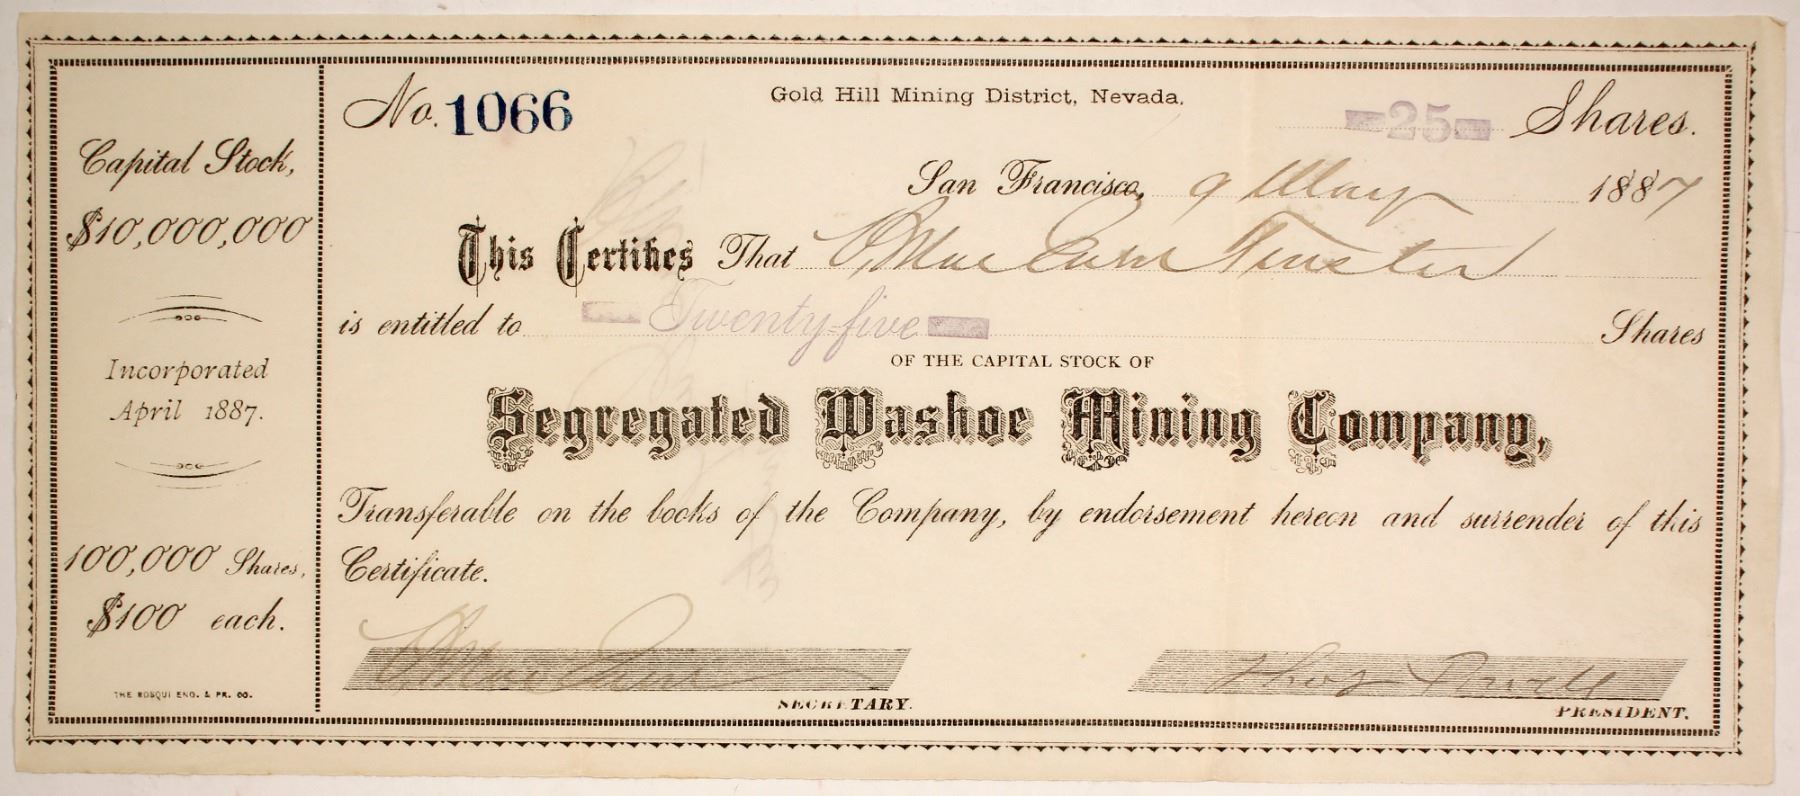 Capital Stock,
$10,000,000
Incorporated
April 1887.
100,000 Shares,
$100 each.
THE BOSQUI ENG. & PR. CO.
No. 1066
Gold Hill Mining District, Nevada.
25 Shares.
San Francisco, 9 May 1887
This Certifies That Trustee
is entitled to Twenty-five Shares
OF THE CAPITAL STOCK OF
Segregated Washoe Mining Company,
Transferable on the books of the Company, by endorsement hereon and surrender of this
Certificate.
SECRETARY.
PRESIDENT.